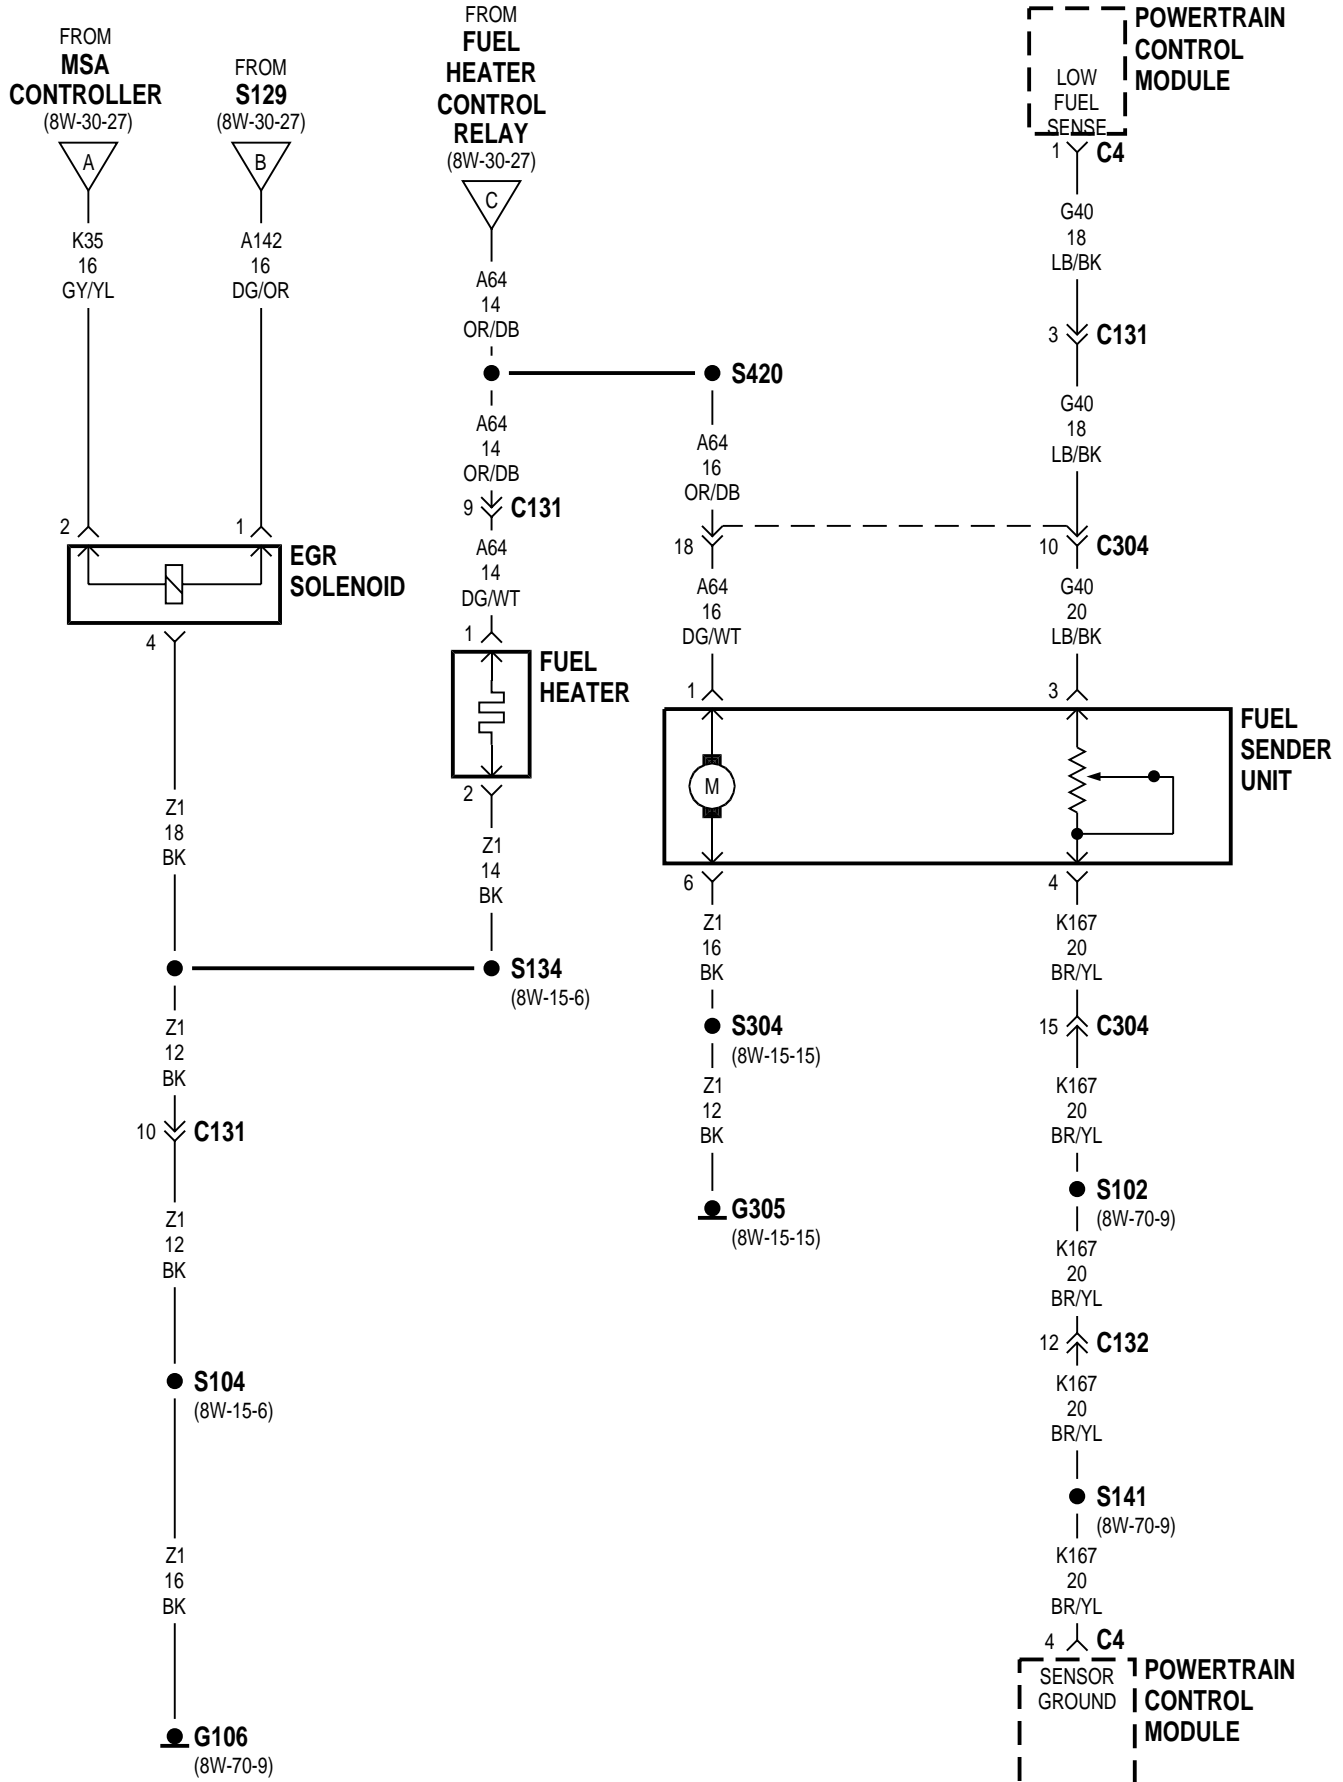 FROM
MSA
CONTROLLER
(8W-30-27)
A
K35
16
GY/YL
2
FROM
S129
(8W-30-27)
B
A142
16
DG/OR
1
EGR
SOLENOID
4
Z1
18
BK
Z1
12
BK
10
C131
Z1
12
BK
S104
(8W-15-6)
Z1
16
BK
G106
(8W-70-9)
FROM
FUEL
HEATER
CONTROL
RELAY
(8W-30-27)
C
A64
14
OR/DB
A64
14
OR/DB
9
C131
A64
14
DG/WT
1
FUEL
HEATER
2
Z1
14
BK
S134
(8W-15-6)
S420
A64
16
OR/DB
18
A64
16
DG/WT
1
M
6
Z1
16
BK
S304
(8W-15-15)
Z1
12
BK
G305
(8W-15-15)
POWERTRAIN
CONTROL
MODULE
LOW
FUEL
SENSE
1
C4
G40
18
LB/BK
3
C131
G40
18
LB/BK
10
C304
G40
20
LB/BK
3
FUEL
SENDER
UNIT
4
K167
20
BR/YL
15
C304
K167
20
BR/YL
S102
(8W-70-9)
K167
20
BR/YL
12
C132
K167
20
BR/YL
S141
(8W-70-9)
K167
20
BR/YL
4
C4
SENSOR
GROUND
POWERTRAIN
CONTROL
MODULE